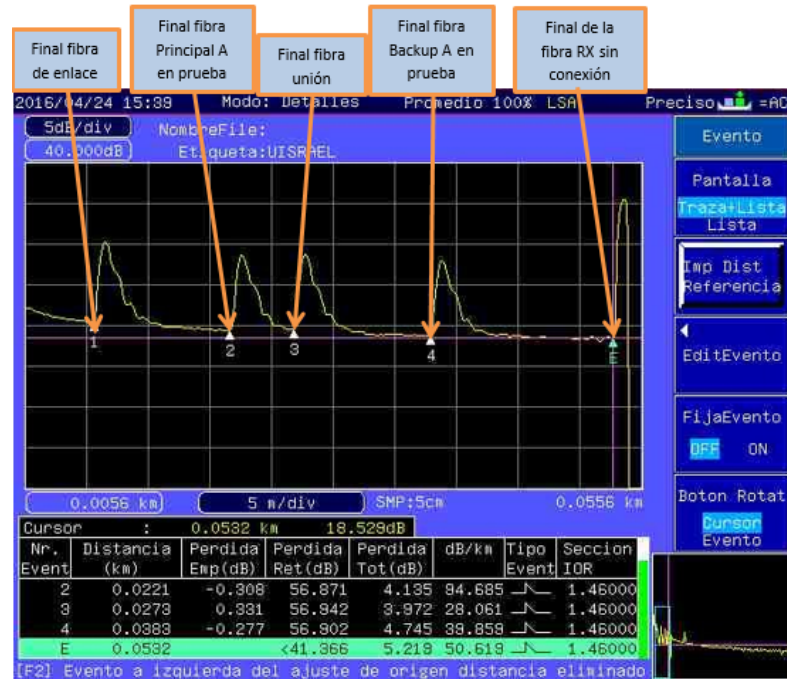 Final fibra
de enlace
Final fibra
Principal A
en prueba
Final fibra
unión
Final fibra
Backup A en
prueba
Final de la
fibra RX sin
conexión
2016/04/24 15:39 Modo: Detalles Promedio 100% LSA Preciso =AC
5dB/div NombreFile:
40.000dB Etiqueta:UISRAEL
1 2 3 4 E
0.0056 km 5 m/div SMP:5cm 0.0556 km
Cursor : 0.0532 km 18.529dB
Nr. Distancia Perdida Perdida Perdida dB/km Tipo Seccion
Event (km) Emp(dB) Ret(dB) Tot(dB) Event IOR
2 0.0221 -0.308 56.871 4.135 94.685 1.46000
3 0.0273 0.331 56.942 3.972 28.061 1.46000
4 0.0383 -0.277 56.902 4.745 39.859 1.46000
E 0.0532 <41.366 5.219 50.619 1.46000
[F2] Evento a izquierda del ajuste de origen distancia eliminado
Evento
Pantalla
Traza+Lista
Lista
Imp Dist
Referencia
EditEvento
FijaEvento
OFF ON
Boton Rotat
Cursor
Evento